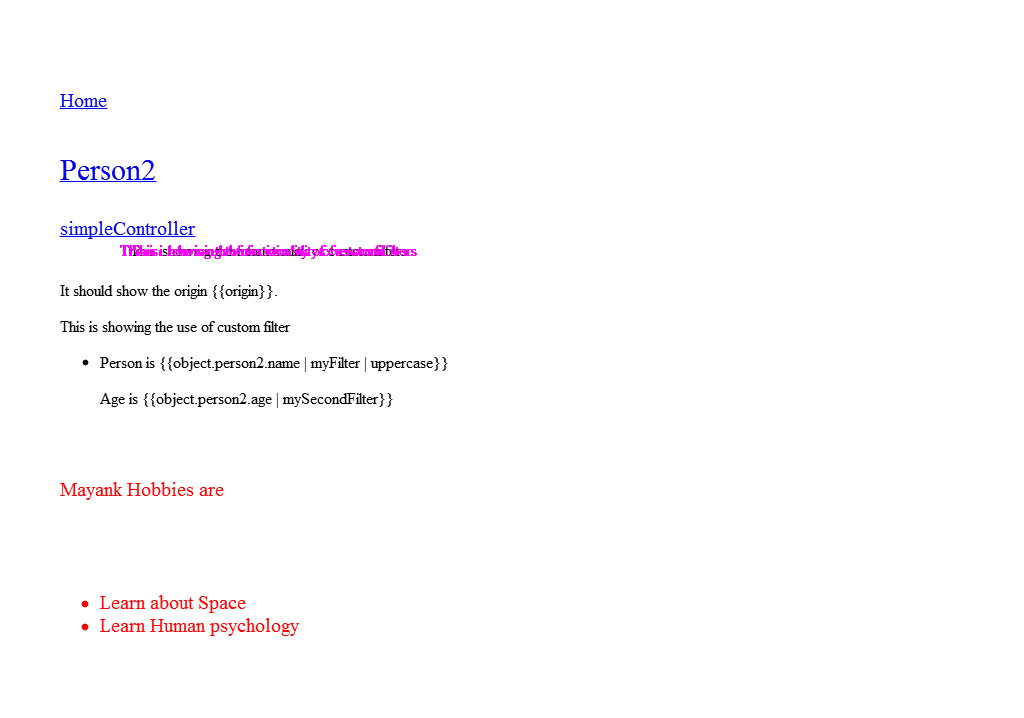 Home
Person2
simpleController
It should show the origin {{origin}}.
This is showing the use of custom filter
Person is {{object.person2.name | myFilter | uppercase}}
Age is {{object.person2.age | mySecondFilter}}
Mayank Hobbies are
Learn about Space
Learn Human psychology